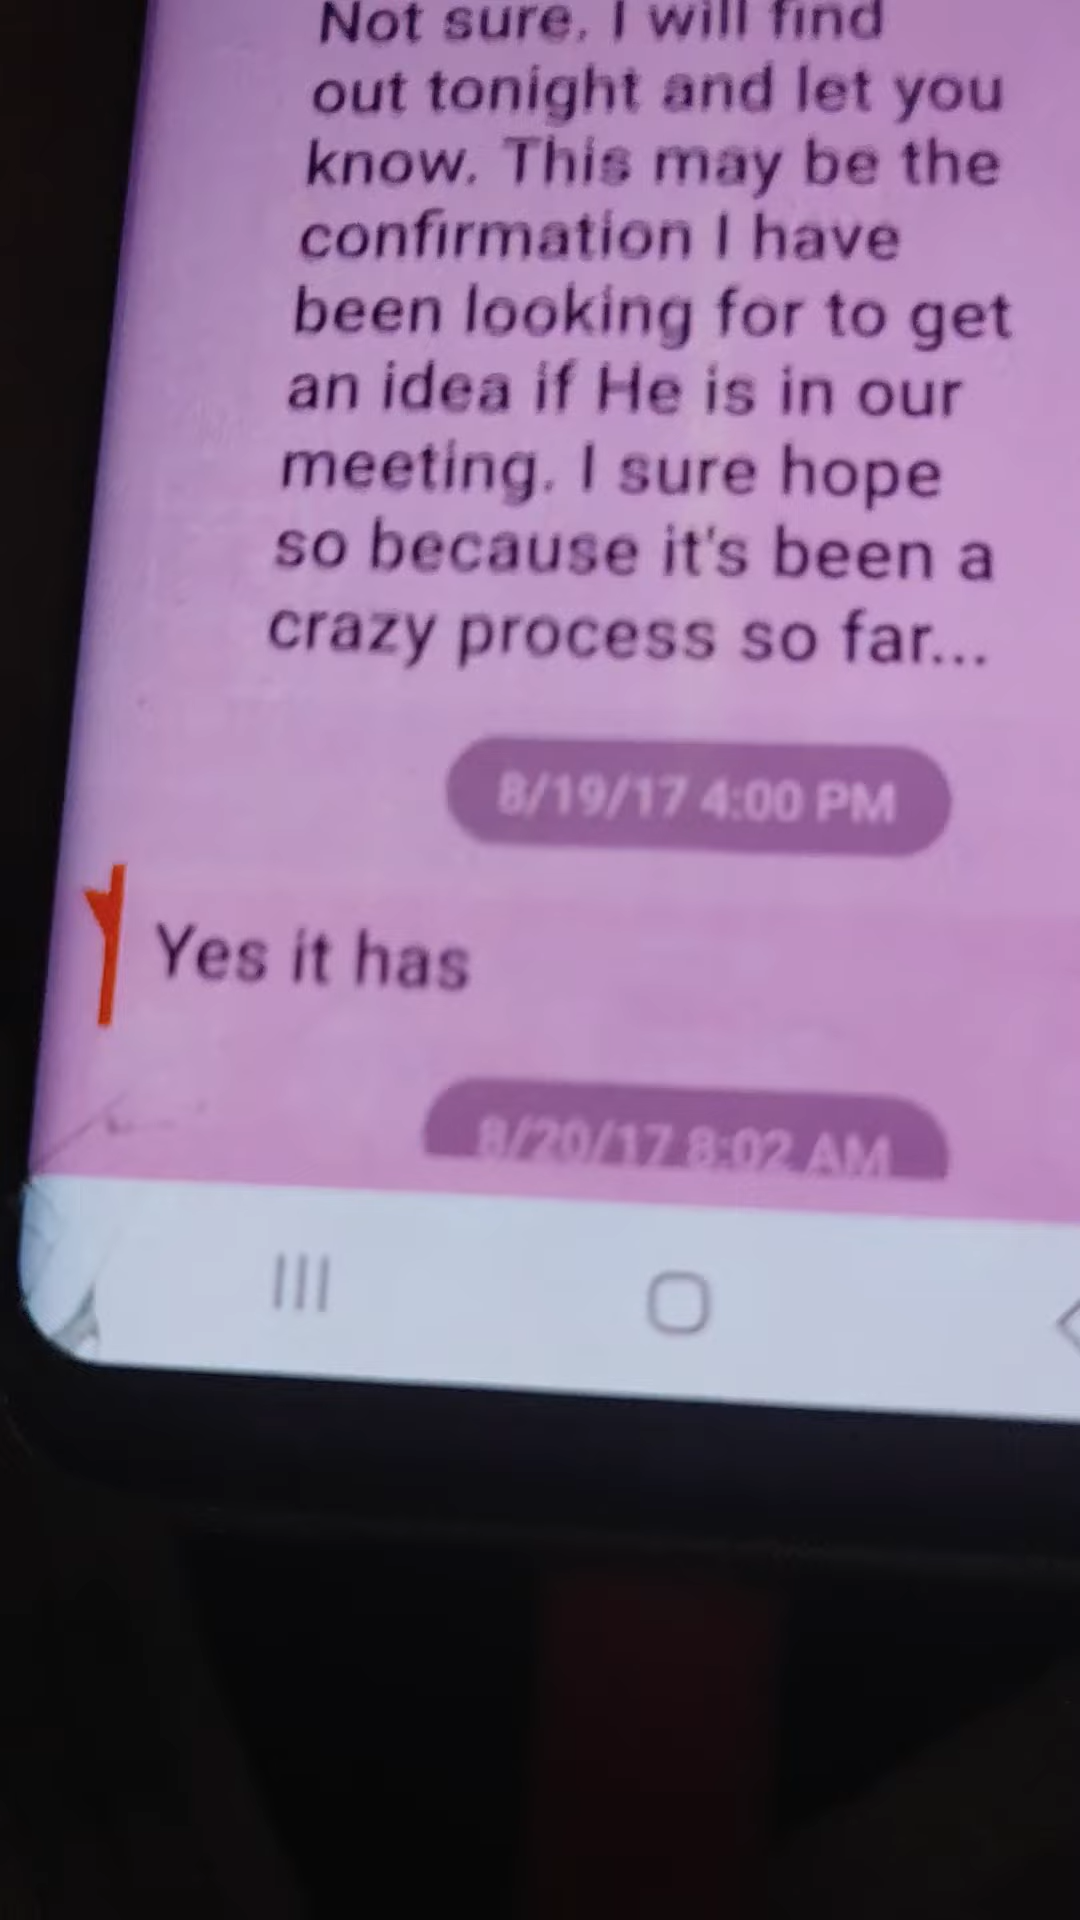 Not sure. I will find
out tonight and let you
know. This may be the
confirmation I have
been looking for to get
an idea if He is in our
meeting. I sure hope
so because it's been a
crazy process so far...
8/19/17 4:00 PM
Yes it has
8/20/17 8:02 AM